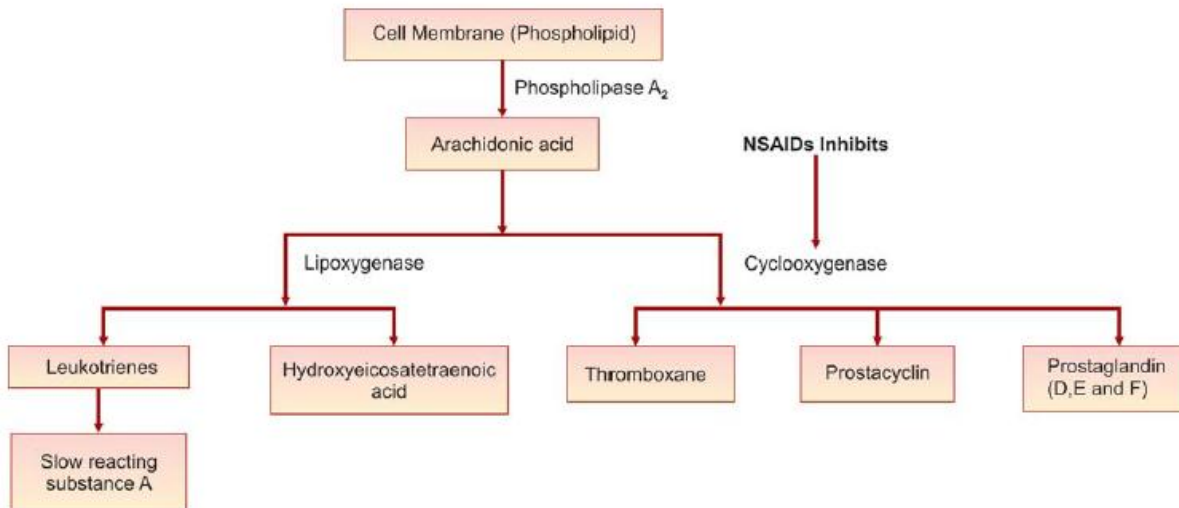 Cell Membrane (Phospholipid)
Phospholipase A₂
Arachidonic acid
NSAIDs Inhibits
Lipoxygenase
Cyclooxygenase
Leukotrienes
Hydroxyeicosatetraenoic
acid
Thromboxane
Prostacyclin
Prostaglandin
(D,E and F)
Slow reacting
substance A